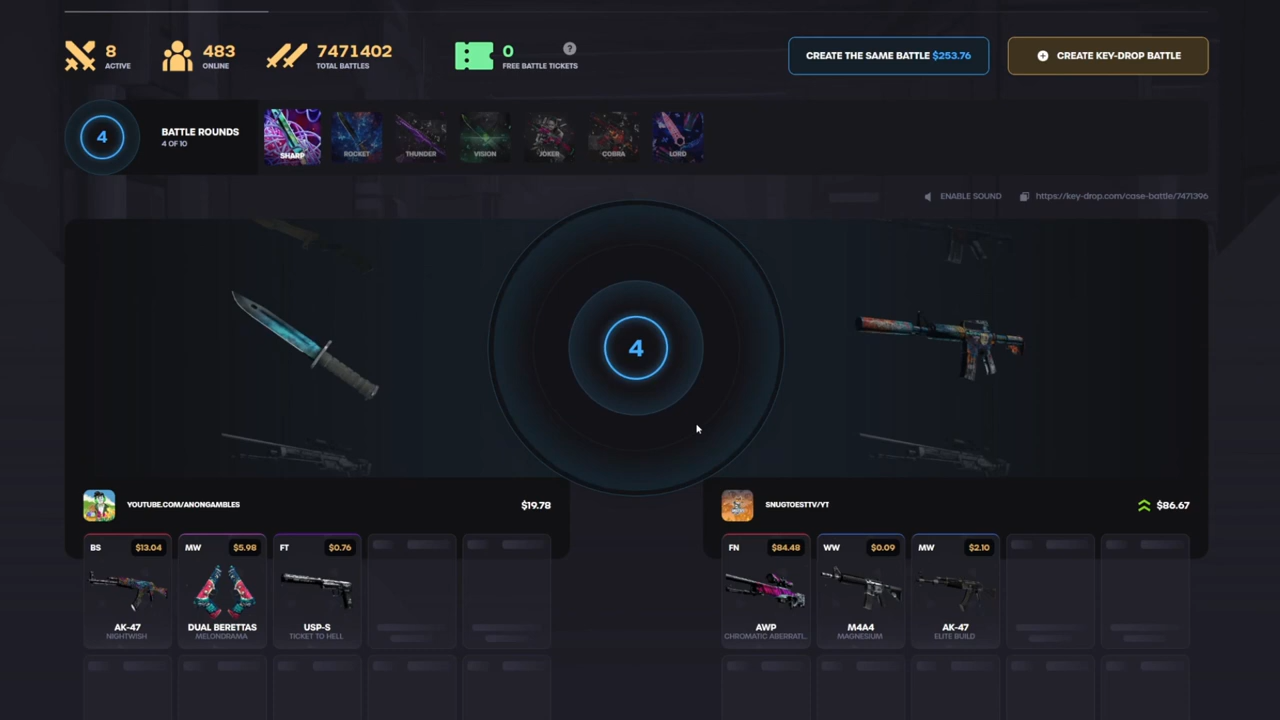 8
ACTIVE
483
ONLINE
7471402
TOTAL BATTLES
0
?
FREE BATTLE TICKETS
CREATE THE SAME BATTLE $253.76
CREATE KEY-DROP BATTLE
4
BATTLE ROUNDS
4 OF 10
SHARP
ROCKET
THUNDER
VISION
JOKER
COBRA
LORD
ENABLE SOUND
https://key-drop.com/case-battle/7471396
4
YOUTUBE.COM/ANONGAMBLES
$19.78
SNUGTOESTTV/YT
$86.67
BS
$13.04
AK-47
NIGHTWISH
MW
$5.98
DUAL BERETTAS
MELONDRAMA
FT
$0.76
USP-S
TICKET TO HELL
FN
$84.48
AWP
CHROMATIC ABERRATI...
WW
$0.09
M4A4
MAGNESIUM
MW
$2.10
AK-47
ELITE BUILD